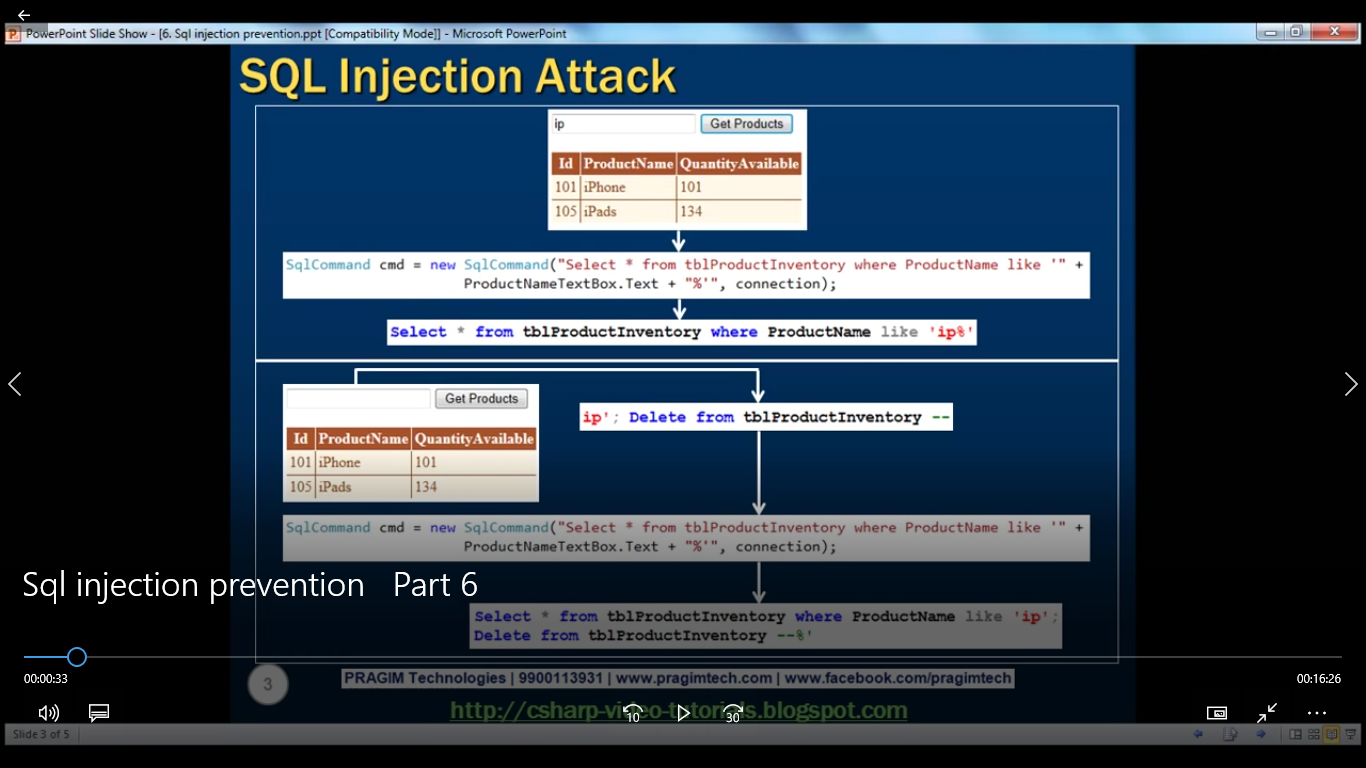 PowerPoint Slide Show - [6. Sql injection prevention.ppt [Compatibility Mode]] - Microsoft PowerPoint
SQL Injection Attack
ip Get Products
Id ProductName QuantityAvailable
101 iPhone 101
105 iPads 134
SqlCommand cmd = new SqlCommand("Select * from tblProductInventory where ProductName like '" +
ProductNameTextBox.Text + "%'", connection);
Select * from tblProductInventory where ProductName like 'ip%'
Get Products
Id ProductName QuantityAvailable
101 iPhone 101
105 iPads 134
ip'; Delete from tblProductInventory --
SqlCommand cmd = new SqlCommand("Select * from tblProductInventory where ProductName like '" +
ProductNameTextBox.Text + "%'", connection);
Sql injection prevention Part 6
Select * from tblProductInventory where ProductName like 'ip';
Delete from tblProductInventory --%'
00:00:33
00:16:26
3
PRAGIM Technologies | 9900113931 | www.pragimtech.com | www.facebook.com/pragimtech
http://csharp-video-tutorials.blogspot.com
10
30
Slide 3 of 5